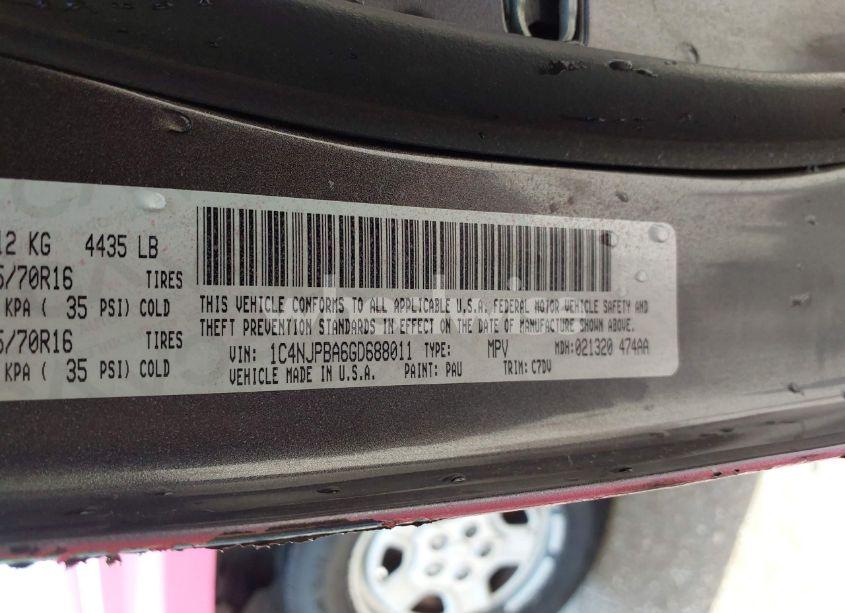 12 KG 4435 LB
5/70R16 TIRES
KPA ( 35 PSI) COLD
5/70R16 TIRES
KPA ( 35 PSI) COLD
THIS VEHICLE CONFORMS TO ALL APPLICABLE U.S.A. FEDERAL MOTOR VEHICLE SAFETY AND
THEFT PREVENTION STANDARDS IN EFFECT ON THE DATE OF MANUFACTURE SHOWN ABOVE.
VIN: 1C4NJPBA6GD688011 TYPE: MPV MDH: 021320 474AA
VEHICLE MADE IN U.S.A. PAINT: PAU TRIM: C7DV